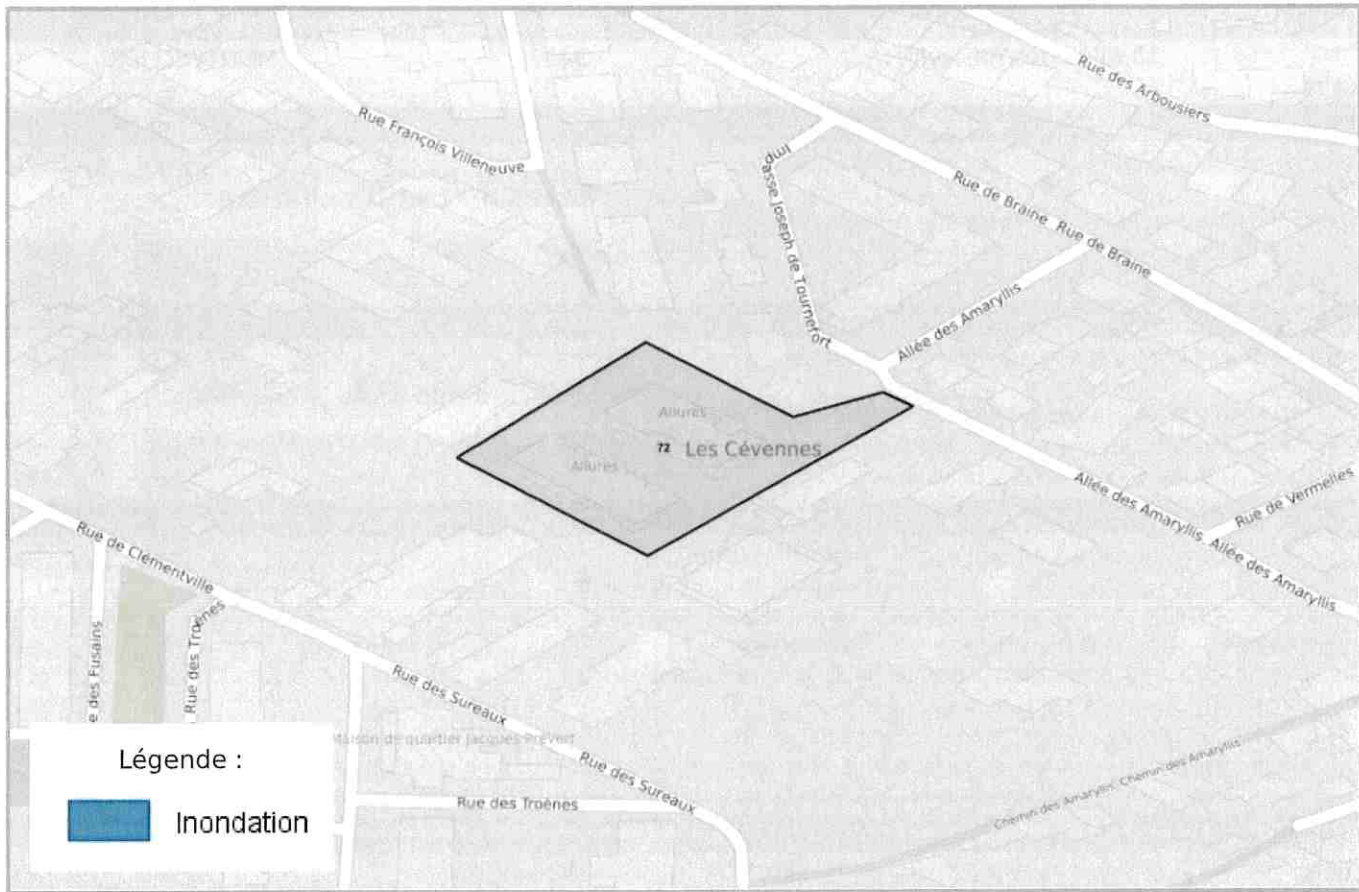 Rue des Arbousiers
Rue François Villeneuve
Impasse Joseph de Tournefort
Rue de Braine
Rue de Braine
Allée des Amaryllis
Allures
72 Les Cévennes
Allures
Allée des Amaryllis
Rue de Vermelles
Allée des Amaryllis
Rue de Clémentville
Rue des Troènes
e des Fusains
Rue des Sureaux
Maison de quartier Jacques Prévert
Rue des Sureaux
Chemin des Amaryllis
Chemin des Amaryllis
Rue des Troènes
Légende :
Inondation